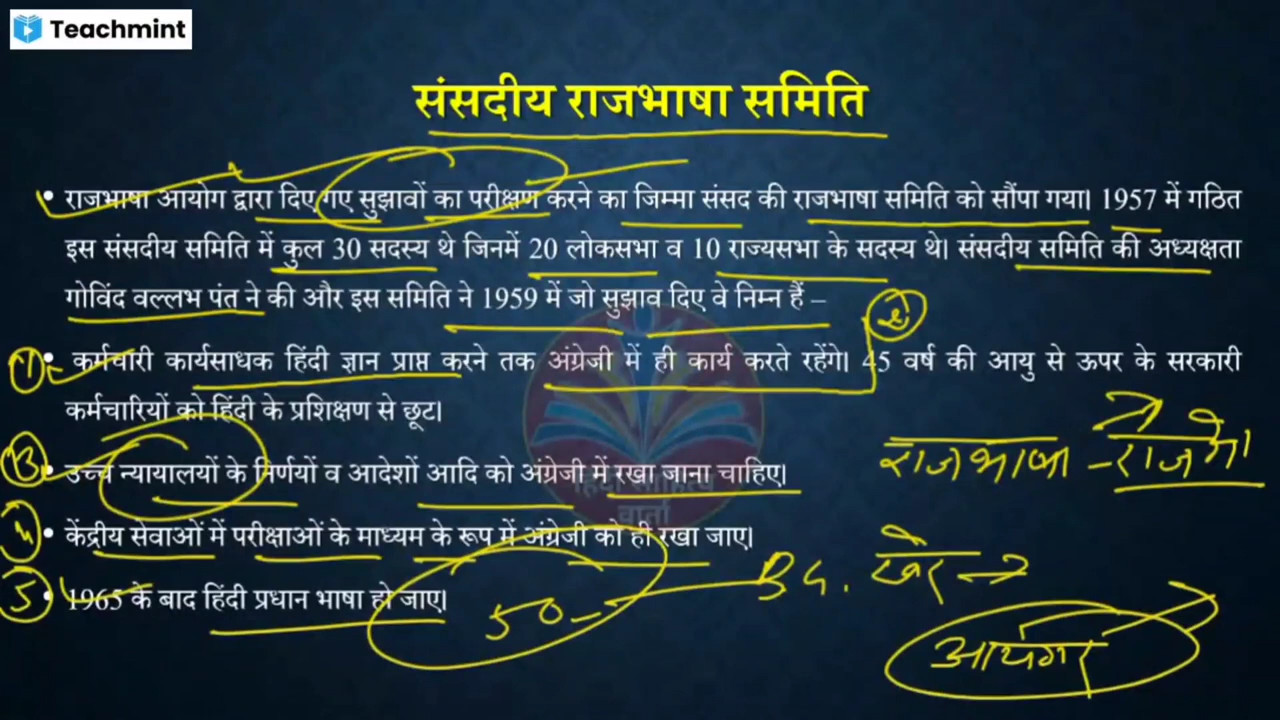 Teachmint
संसदीय राजभाषा समिति
• राजभाषा आयोग द्वारा दिए गए सुझावों का परीक्षण करने का जिम्मा संसद की राजभाषा समिति को सौंपा गया। 1957 में गठित
इस संसदीय समिति में कुल 30 सदस्य थे जिनमें 20 लोकसभा व 10 राज्यसभा के सदस्य थे। संसदीय समिति की अध्यक्षता
गोविंद वल्लभ पंत ने की और इस समिति ने 1959 में जो सुझाव दिए वे निम्न हैं –
• कर्मचारी कार्यसाधक हिंदी ज्ञान प्राप्त करने तक अंग्रेजी में ही कार्य करते रहेंगे। 45 वर्ष की आयु से ऊपर के सरकारी
कर्मचारियों को हिंदी के प्रशिक्षण से छूट।
राजभाषा –
• उच्च न्यायालयों के निर्णयों व आदेशों आदि को अंग्रेजी में रखा जाना चाहिए।
हिंदी साहित्य
वार्ता
• केंद्रीय सेवाओं में परीक्षाओं के माध्यम के रूप में अंग्रेजी को ही रखा जाए।
• 1965 के बाद हिंदी प्रधान भाषा हो जाए।
50 –
खेर
आयंगर